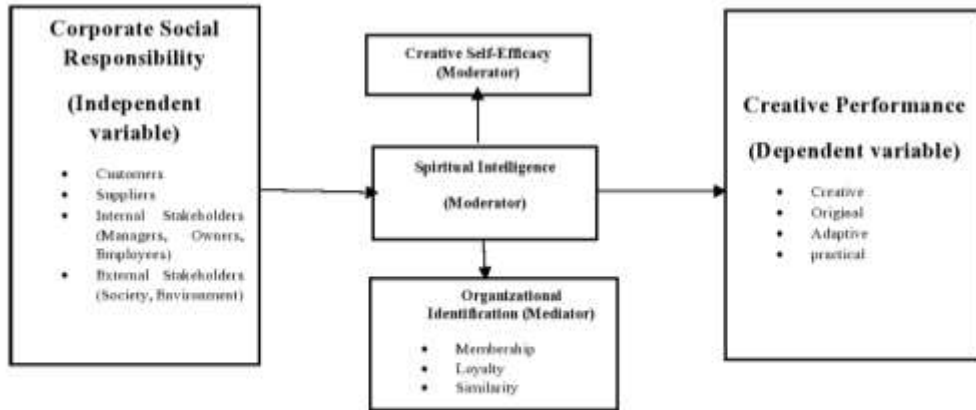 Corporate Social
Responsibility
(Independent
variable)
• Customers
• Suppliers
• Internal Stakeholders
(Managers, Owners,
Employees)
• External Stakeholders
(Society, Environment)
Creative Self-Efficacy
(Moderator)
Spiritual Intelligence
(Moderator)
Organizational
Identification (Mediator)
• Membership
• Loyalty
• Similarity
Creative Performance
(Dependent variable)
• Creative
• Original
• Adaptive
• practical